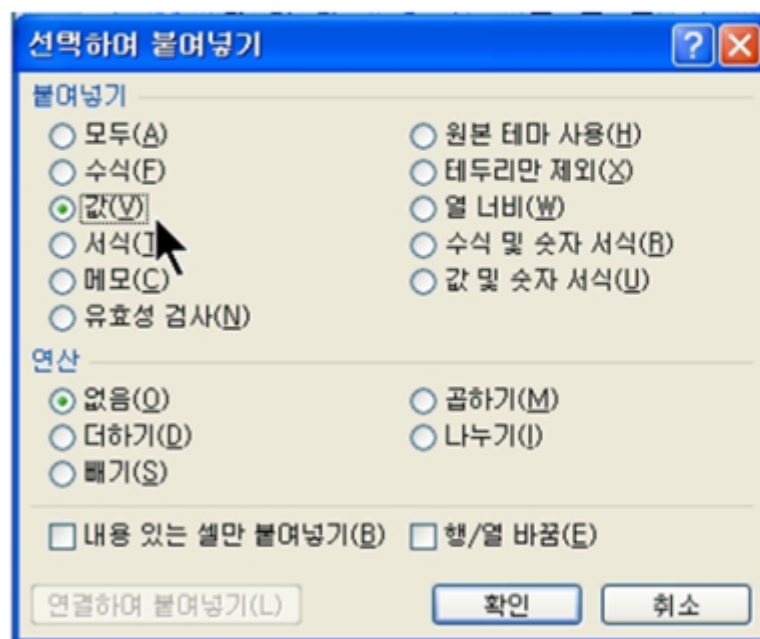 선택하여 붙여넣기
붙여넣기
모두(A) 원본 테마 사용(H)
수식(F) 테두리만 제외(X)
값(V) 열 너비(W)
서식(T 수식 및 숫자 서식(R)
메모(C) 값 및 숫자 서식(U)
유효성 검사(N)
연산
없음(O) 곱하기(M)
더하기(D) 나누기(I)
빼기(S)
내용 있는 셀만 붙여넣기(B) 행/열 바꿈(E)
연결하여 붙여넣기(L) 확인 취소